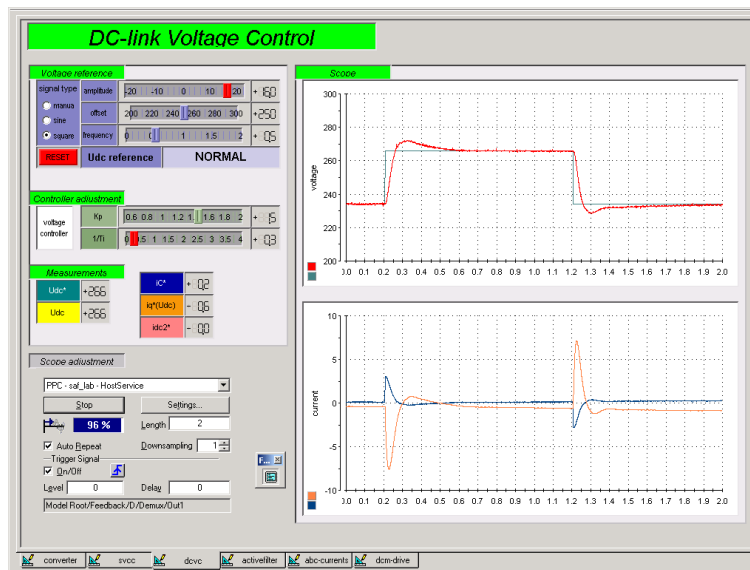 DC-link Voltage Control
Voltage reference
signal type
manua
sine
square
amplitude
-20 -10 0 10 20
+ 16.0
offset
200 220 240 260 280 300
+250
frequency
0 0. 1 1.5 2
+ 0.5
RESET
Udc reference
NORMAL
Controller adjustment
voltage controller
Kp
0.6 0.8 1 1.2 1. 1.6 1.8 2
+ 1.5
1/Ti
0 .5 1 1.5 2 2.5 3 3.5 4
+ 0.3
Measurements
Udc*
+266
Udc
+266
iC*
+ 0.2
iq*(Udc)
- 0.6
idc2*
- 0.0
Scope adjustment
PPC - saf_lab - HostService
Stop
Settings...
96 %
Length
2
Auto Repeat
Downsampling
1
Trigger Signal
On/Off
Level
0
Delay
0
Model Root/Feedback/D/Demux/Out1
F...
Scope
voltage
300
280
260
240
220
200
0.0 0.1 0.2 0.3 0.4 0.5 0.6 0.7 0.8 0.9 1.0 1.1 1.2 1.3 1.4 1.5 1.6 1.7 1.8 1.9 2.0
current
10
5
0
-5
-10
0.0 0.1 0.2 0.3 0.4 0.5 0.6 0.7 0.8 0.9 1.0 1.1 1.2 1.3 1.4 1.5 1.6 1.7 1.8 1.9 2.0
converter
svcc
dcvc
activefilter
abc-currents
dcm-drive